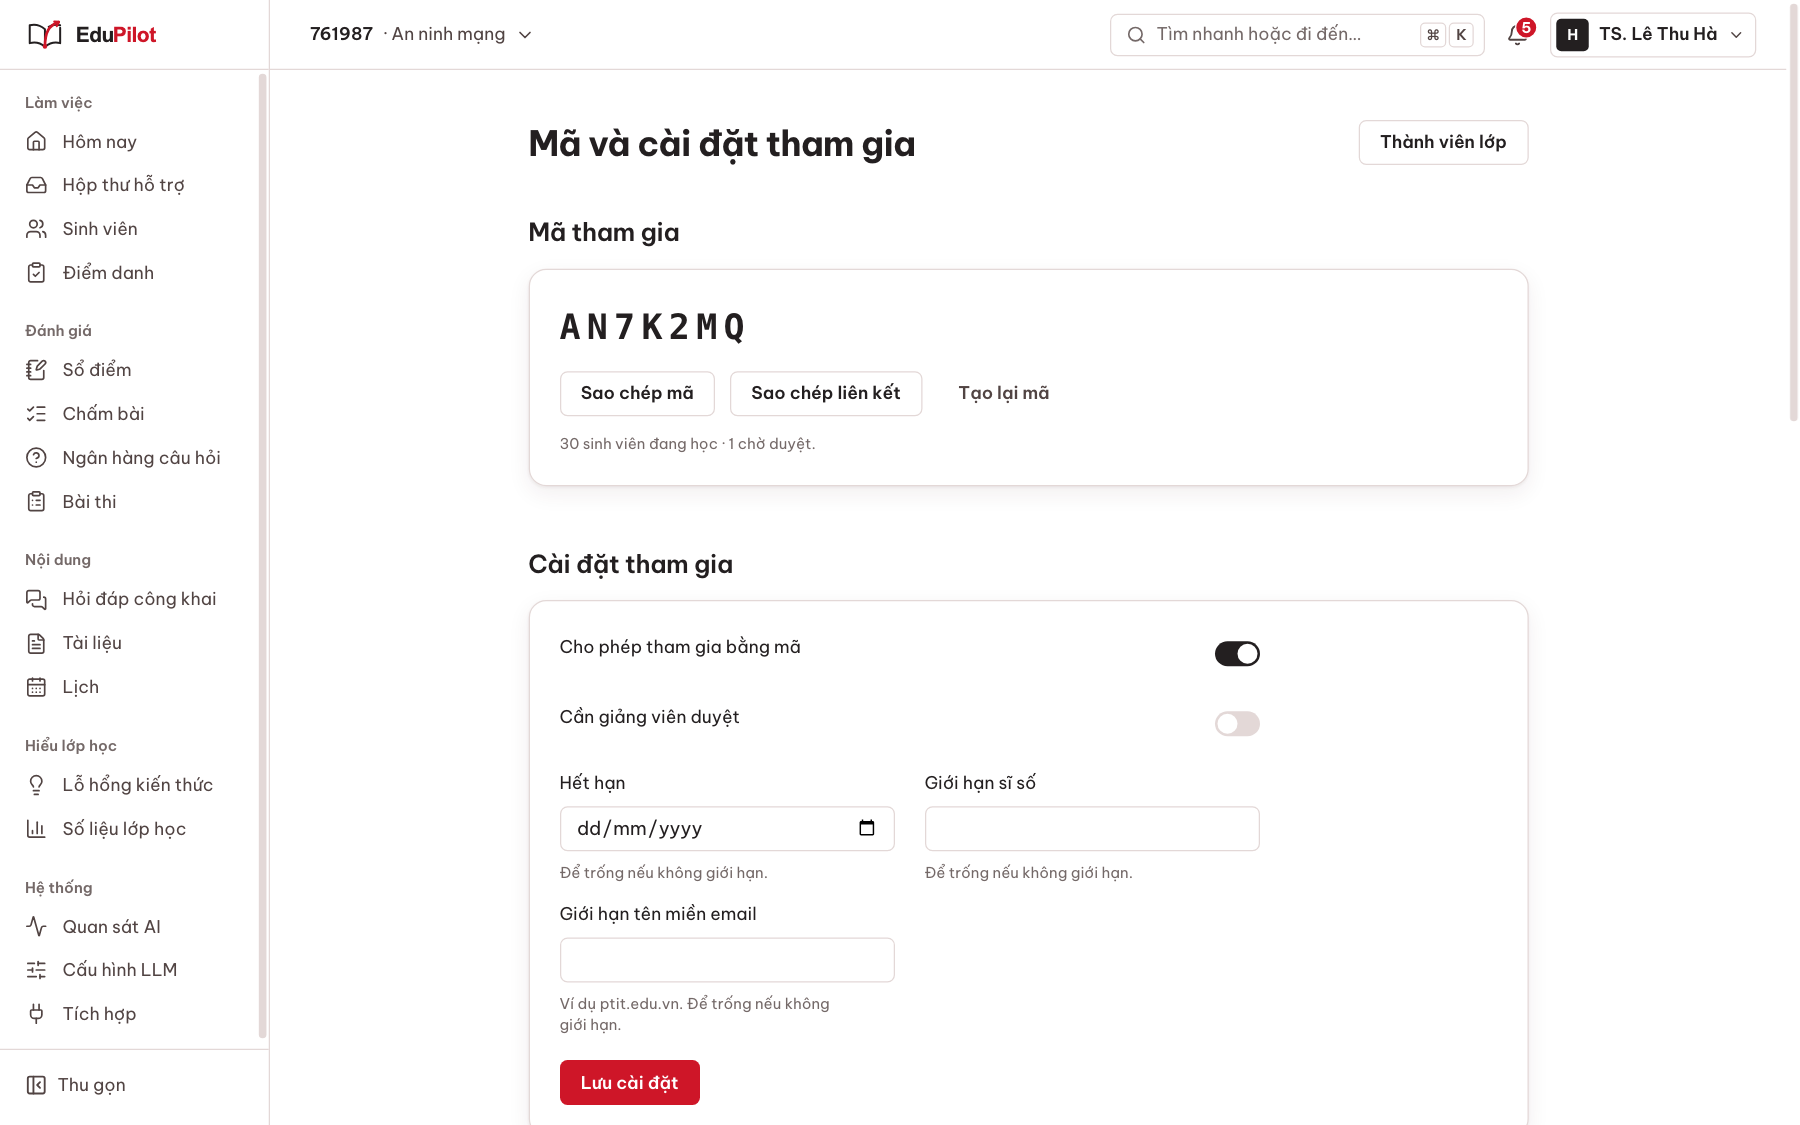 EduPilot
761987 · An ninh mạng
Tìm nhanh hoặc đi đến...
⌘ K
5
H
TS. Lê Thu Hà
Làm việc
Hôm nay
Hộp thư hỗ trợ
Sinh viên
Điểm danh
Đánh giá
Sổ điểm
Chấm bài
Ngân hàng câu hỏi
Bài thi
Nội dung
Hỏi đáp công khai
Tài liệu
Lịch
Hiểu lớp học
Lỗ hổng kiến thức
Số liệu lớp học
Hệ thống
Quan sát AI
Cấu hình LLM
Tích hợp
Thu gọn
Mã và cài đặt tham gia
Thành viên lớp
Mã tham gia
AN7K2MQ
Sao chép mã
Sao chép liên kết
Tạo lại mã
30 sinh viên đang học · 1 chờ duyệt.
Cài đặt tham gia
Cho phép tham gia bằng mã
Cần giảng viên duyệt
Hết hạn
dd/mm/yyyy
Để trống nếu không giới hạn.
Giới hạn sĩ số
Để trống nếu không giới hạn.
Giới hạn tên miền email
Ví dụ ptit.edu.vn. Để trống nếu không
giới hạn.
Lưu cài đặt